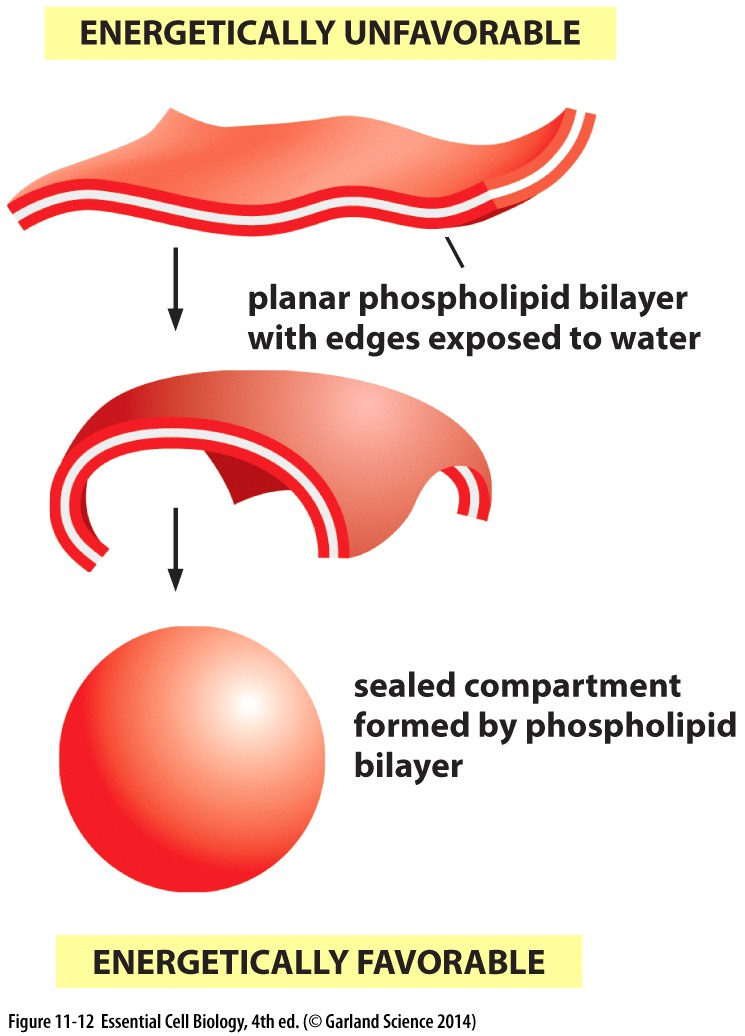 ENERGETICALLY UNFAVORABLE
planar phospholipid bilayer
with edges exposed to water
sealed compartment
formed by phospholipid
bilayer
ENERGETICALLY FAVORABLE
Figure 11-12 Essential Cell Biology, 4th ed. (© Garland Science 2014)